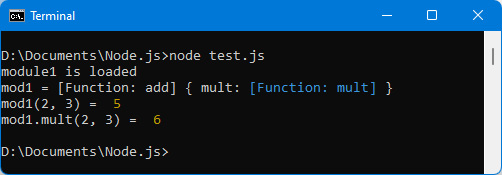 Terminal
D:\Documents\Node.js>node test.js
module1 is loaded
mod1 = [Function: add] { mult: [Function: mult] }
mod1(2, 3) =  5
mod1.mult(2, 3) =  6
D:\Documents\Node.js>